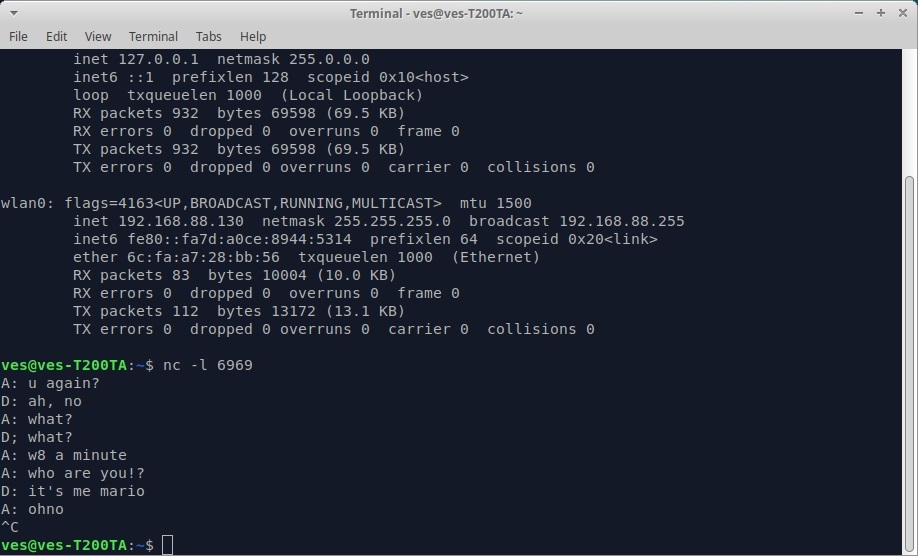 Terminal - ves@ves-T200TA: ~
File Edit View Terminal Tabs Help
inet 127.0.0.1  netmask 255.0.0.0
inet6 ::1  prefixlen 128  scopeid 0x10<host>
loop  txqueuelen 1000  (Local Loopback)
RX packets 932  bytes 69598 (69.5 KB)
RX errors 0  dropped 0  overruns 0  frame 0
TX packets 932  bytes 69598 (69.5 KB)
TX errors 0  dropped 0 overruns 0  carrier 0  collisions 0
wlan0: flags=4163<UP,BROADCAST,RUNNING,MULTICAST>  mtu 1500
inet 192.168.88.130  netmask 255.255.255.0  broadcast 192.168.88.255
inet6 fe80::fa7d:a0ce:8944:5314  prefixlen 64  scopeid 0x20<link>
ether 6c:fa:a7:28:bb:56  txqueuelen 1000  (Ethernet)
RX packets 83  bytes 10004 (10.0 KB)
RX errors 0  dropped 0  overruns 0  frame 0
TX packets 112  bytes 13172 (13.1 KB)
TX errors 0  dropped 0 overruns 0  carrier 0  collisions 0
ves@ves-T200TA:~$ nc -l 6969
A: u again?
D: ah, no
A: what?
D; what?
A: w8 a minute
A: who are you!?
D: it's me mario
A: ohno
^C
ves@ves-T200TA:~$